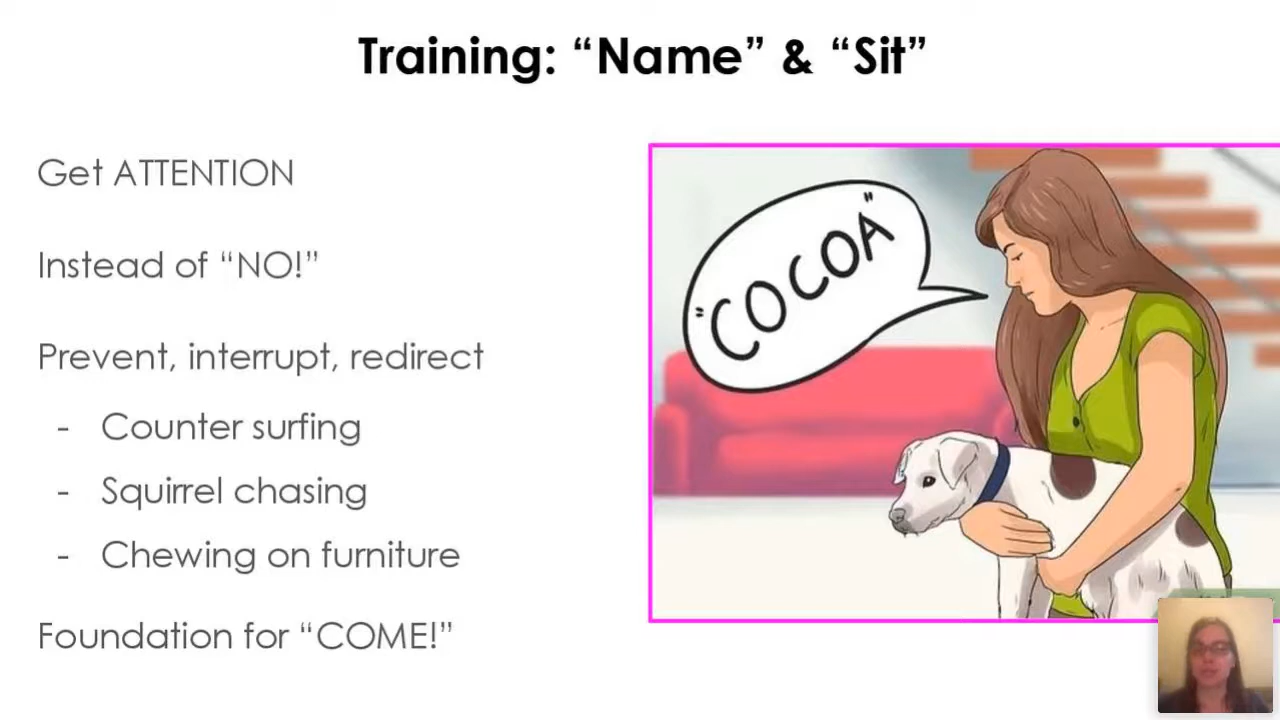 Training: “Name” & “Sit”
Get ATTENTION
Instead of “NO!”
Prevent, interrupt, redirect
- Counter surfing
- Squirrel chasing
- Chewing on furniture
Foundation for “COME!”
"COCOA"